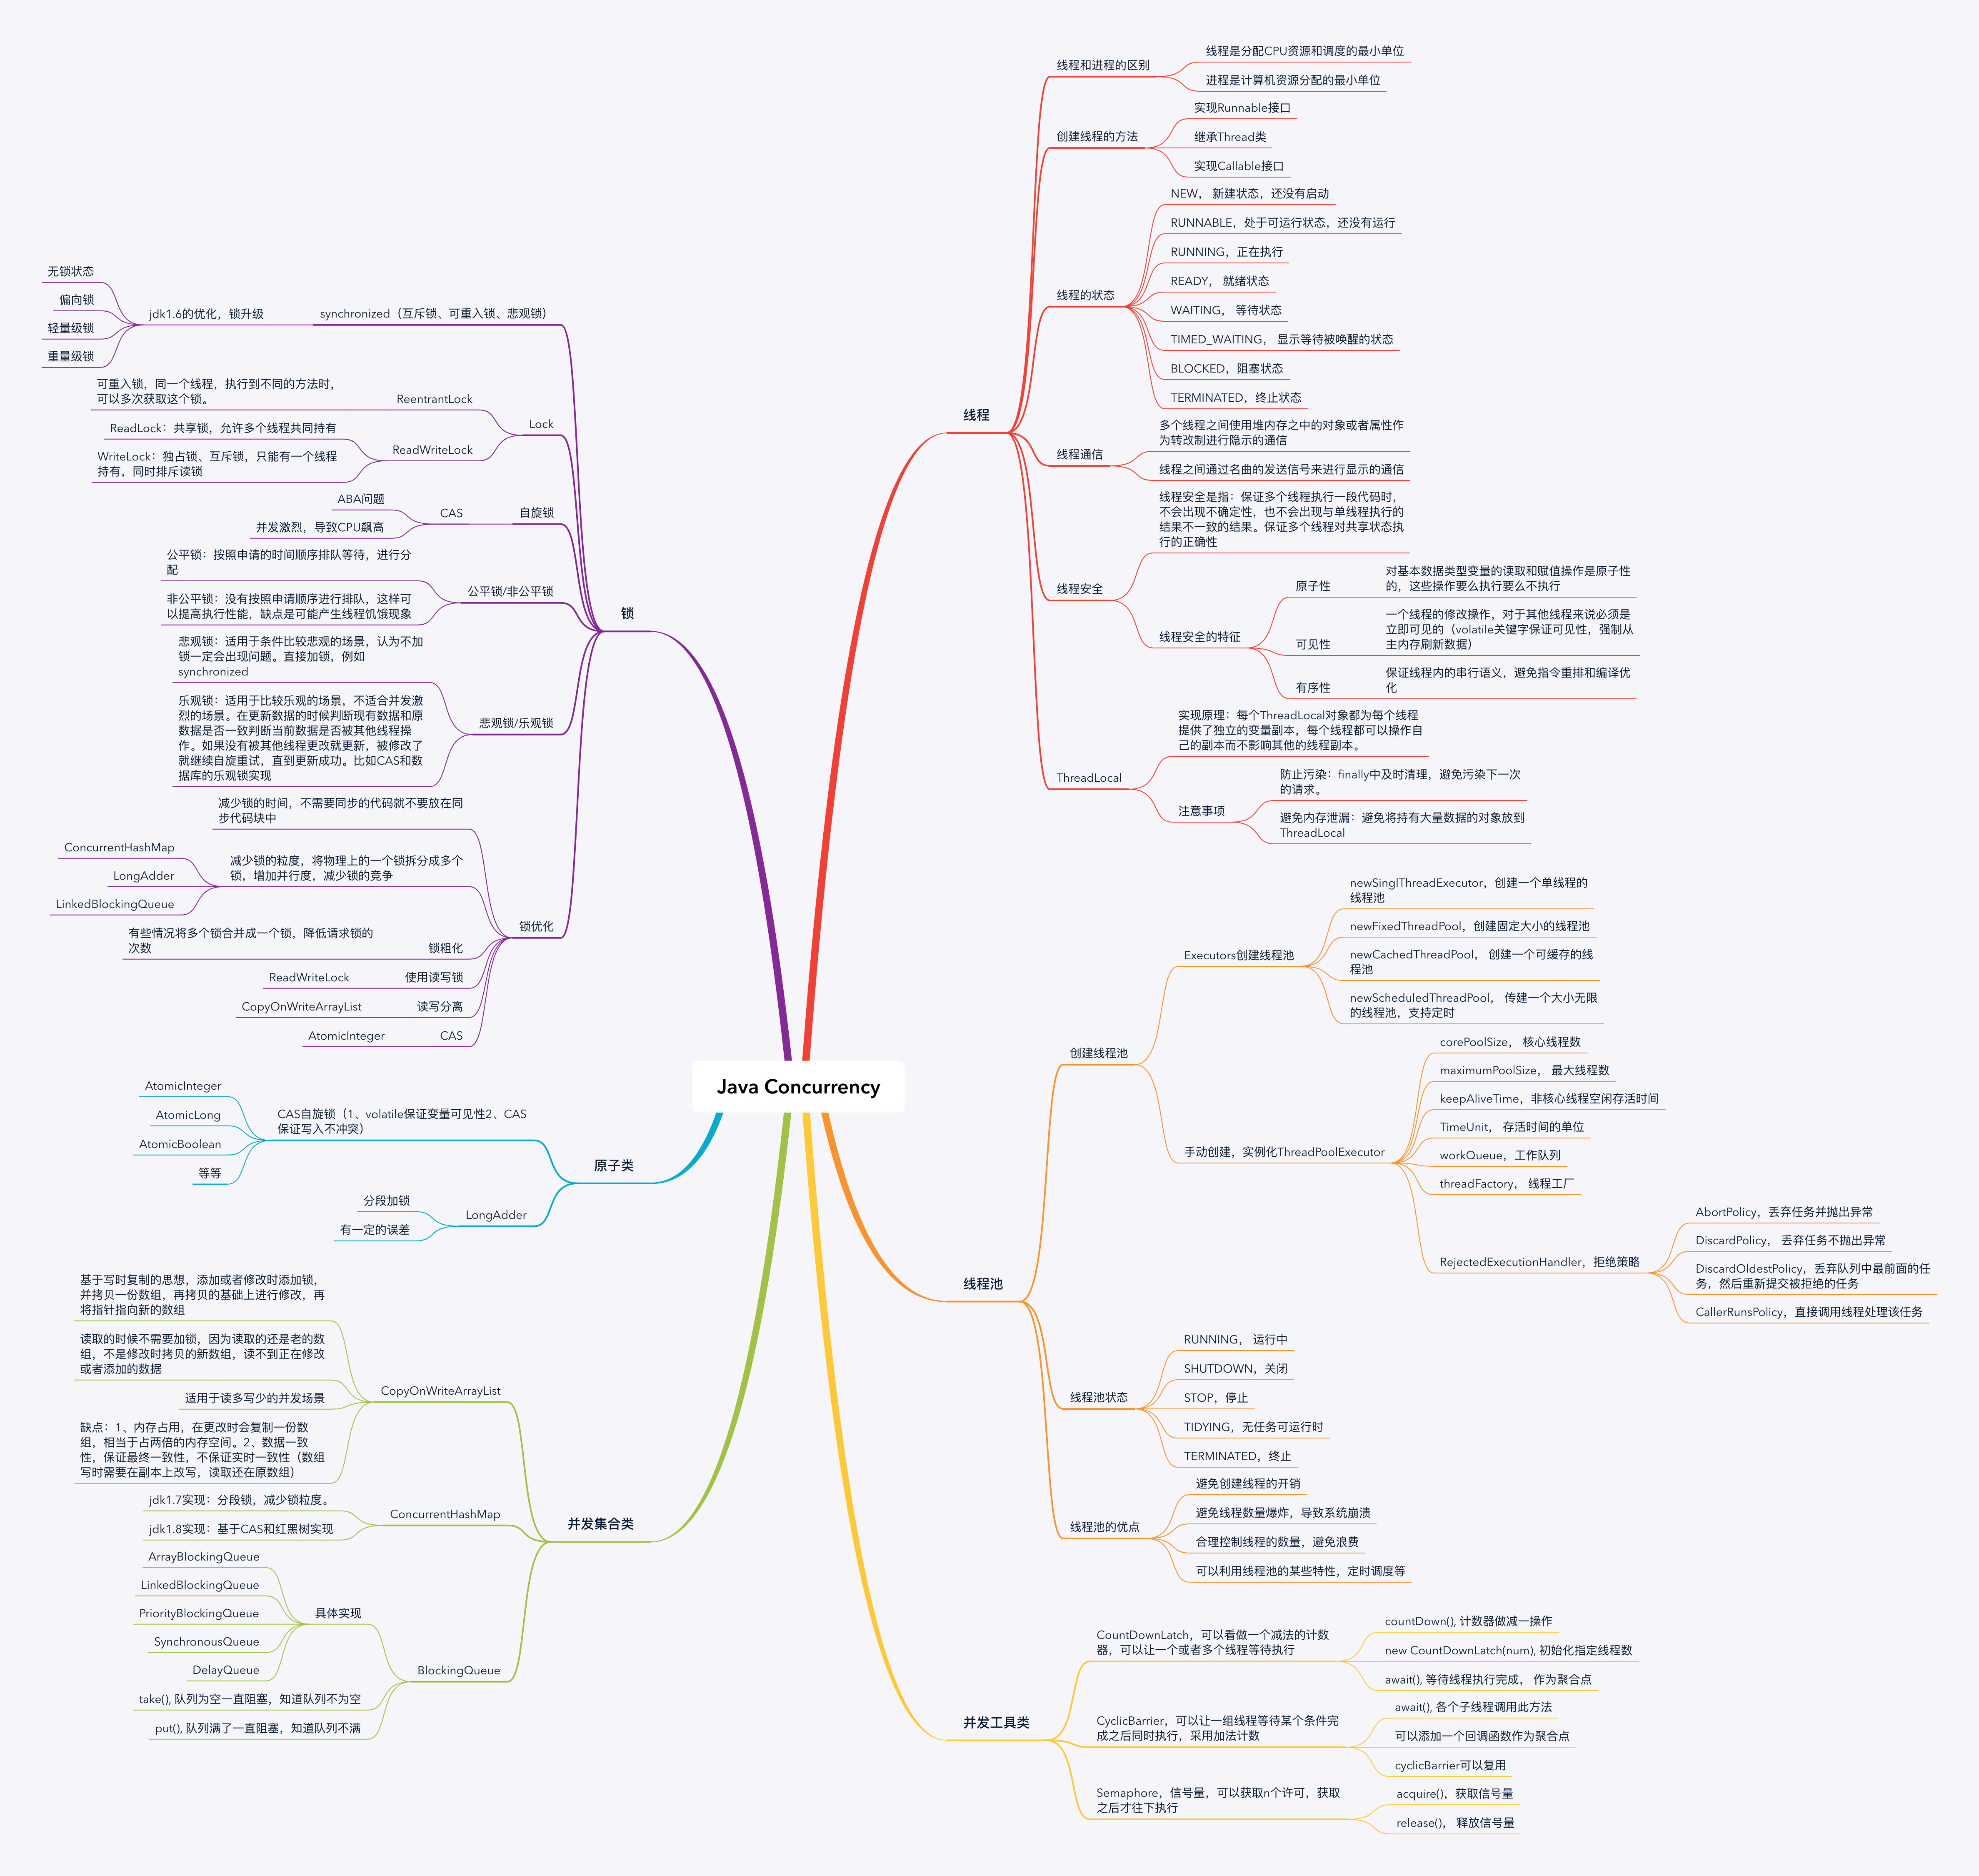 Java Concurrency
线程
线程和进程的区别
线程是分配CPU资源和调度的最小单位
进程是计算机资源分配的最小单位
创建线程的方法
实现Runnable接口
继承Thread类
实现Callable接口
线程的状态
NEW， 新建状态，还没有启动
RUNNABLE，处于可运行状态，还没有运行
RUNNING，正在执行
READY， 就绪状态
WAITING， 等待状态
TIMED_WAITING， 显示等待被唤醒的状态
BLOCKED，阻塞状态
TERMINATED，终止状态
线程通信
多个线程之间使用堆内存之中的对象或者属性作
为转改制进行隐示的通信
线程之间通过名曲的发送信号来进行显示的通信
线程安全
线程安全是指：保证多个线程执行一段代码时，
不会出现不确定性，也不会出现与单线程执行的
结果不一致的结果。保证多个线程对共享状态执
行的正确性
线程安全的特征
原子性
对基本数据类型变量的读取和赋值操作是原子性
的，这些操作要么执行要么不执行
可见性
一个线程的修改操作，对于其他线程来说必须是
立即可见的（volatile关键字保证可见性，强制从
主内存刷新数据）
有序性
保证线程内的串行语义，避免指令重排和编译优
化
ThreadLocal
实现原理：每个ThreadLocal对象都为每个线程
提供了独立的变量副本，每个线程都可以操作自
己的副本而不影响其他的线程副本。
注意事项
防止污染：finally中及时清理，避免污染下一次
的请求。
避免内存泄漏：避免将持有大量数据的对象放到
ThreadLocal
线程池
创建线程池
Executors创建线程池
newSinglThreadExecutor，创建一个单线程的
线程池
newFixedThreadPool，创建固定大小的线程池
newCachedThreadPool， 创建一个可缓存的线
程池
newScheduledThreadPool， 传建一个大小无限
的线程池，支持定时
手动创建，实例化ThreadPoolExecutor
corePoolSize， 核心线程数
maximumPoolSize， 最大线程数
keepAliveTime，非核心线程空闲存活时间
TimeUnit， 存活时间的单位
workQueue，工作队列
threadFactory， 线程工厂
RejectedExecutionHandler，拒绝策略
AbortPolicy，丢弃任务并抛出异常
DiscardPolicy， 丢弃任务不抛出异常
DiscardOldestPolicy，丢弃队列中最前面的任
务，然后重新提交被拒绝的任务
CallerRunsPolicy，直接调用线程处理该任务
线程池状态
RUNNING， 运行中
SHUTDOWN，关闭
STOP，停止
TIDYING，无任务可运行时
TERMINATED，终止
线程池的优点
避免创建线程的开销
避免线程数量爆炸，导致系统崩溃
合理控制线程的数量，避免浪费
可以利用线程池的某些特性，定时调度等
并发工具类
CountDownLatch，可以看做一个减法的计数
器，可以让一个或者多个线程等待执行
countDown(), 计数器做减一操作
new CountDownLatch(num), 初始化指定线程数
await(), 等待线程执行完成， 作为聚合点
CyclicBarrier，可以让一组线程等待某个条件完
成之后同时执行，采用加法计数
await(), 各个子线程调用此方法
可以添加一个回调函数作为聚合点
cyclicBarrier可以复用
Semaphore，信号量，可以获取n个许可，获取
之后才往下执行
acquire()，获取信号量
release()， 释放信号量
锁
synchronized（互斥锁、可重入锁、悲观锁）
jdk1.6的优化，锁升级
无锁状态
偏向锁
轻量级锁
重量级锁
Lock
ReentrantLock
可重入锁，同一个线程，执行到不同的方法时，
可以多次获取这个锁。
ReadWriteLock
ReadLock：共享锁，允许多个线程共同持有
WriteLock：独占锁、互斥锁，只能有一个线程
持有，同时排斥读锁
自旋锁
CAS
ABA问题
并发激烈，导致CPU飙高
公平锁/非公平锁
公平锁：按照申请的时间顺序排队等待，进行分
配
非公平锁：没有按照申请顺序进行排队，这样可
以提高执行性能，缺点是可能产生线程饥饿现象
悲观锁/乐观锁
悲观锁：适用于条件比较悲观的场景，认为不加
锁一定会出现问题。直接加锁，例如
synchronized
乐观锁：适用于比较乐观的场景，不适合并发激
烈的场景。在更新数据的时候判断现有数据和原
数据是否一致判断当前数据是否被其他线程操
作。如果没有被其他线程更改就更新，被修改了
就继续自旋重试，直到更新成功。比如CAS和数
据库的乐观锁实现
锁优化
减少锁的时间，不需要同步的代码就不要放在同
步代码块中
减少锁的粒度，将物理上的一个锁拆分成多个
锁，增加并行度，减少锁的竞争
ConcurrentHashMap
LongAdder
LinkedBlockingQueue
锁粗化
有些情况将多个锁合并成一个锁，降低请求锁的
次数
使用读写锁
ReadWriteLock
读写分离
CopyOnWriteArrayList
CAS
AtomicInteger
原子类
CAS自旋锁（1、volatile保证变量可见性2、CAS
保证写入不冲突）
AtomicInteger
AtomicLong
AtomicBoolean
等等
LongAdder
分段加锁
有一定的误差
并发集合类
CopyOnWriteArrayList
基于写时复制的思想，添加或者修改时添加锁，
并拷贝一份数组，再拷贝的基础上进行修改，再
将指针指向新的数组
读取的时候不需要加锁，因为读取的还是老的数
组，不是修改时拷贝的新数组，读不到正在修改
或者添加的数据
适用于读多写少的并发场景
缺点：1、内存占用，在更改时会复制一份数
组，相当于占两倍的内存空间。2、数据一致
性，保证最终一致性，不保证实时一致性（数组
写时需要在副本上改写，读取还在原数组）
ConcurrentHashMap
jdk1.7实现：分段锁，减少锁粒度。
jdk1.8实现：基于CAS和红黑树实现
BlockingQueue
具体实现
ArrayBlockingQueue
LinkedBlockingQueue
PriorityBlockingQueue
SynchronousQueue
DelayQueue
take(), 队列为空一直阻塞，知道队列不为空
put(), 队列满了一直阻塞，知道队列不满